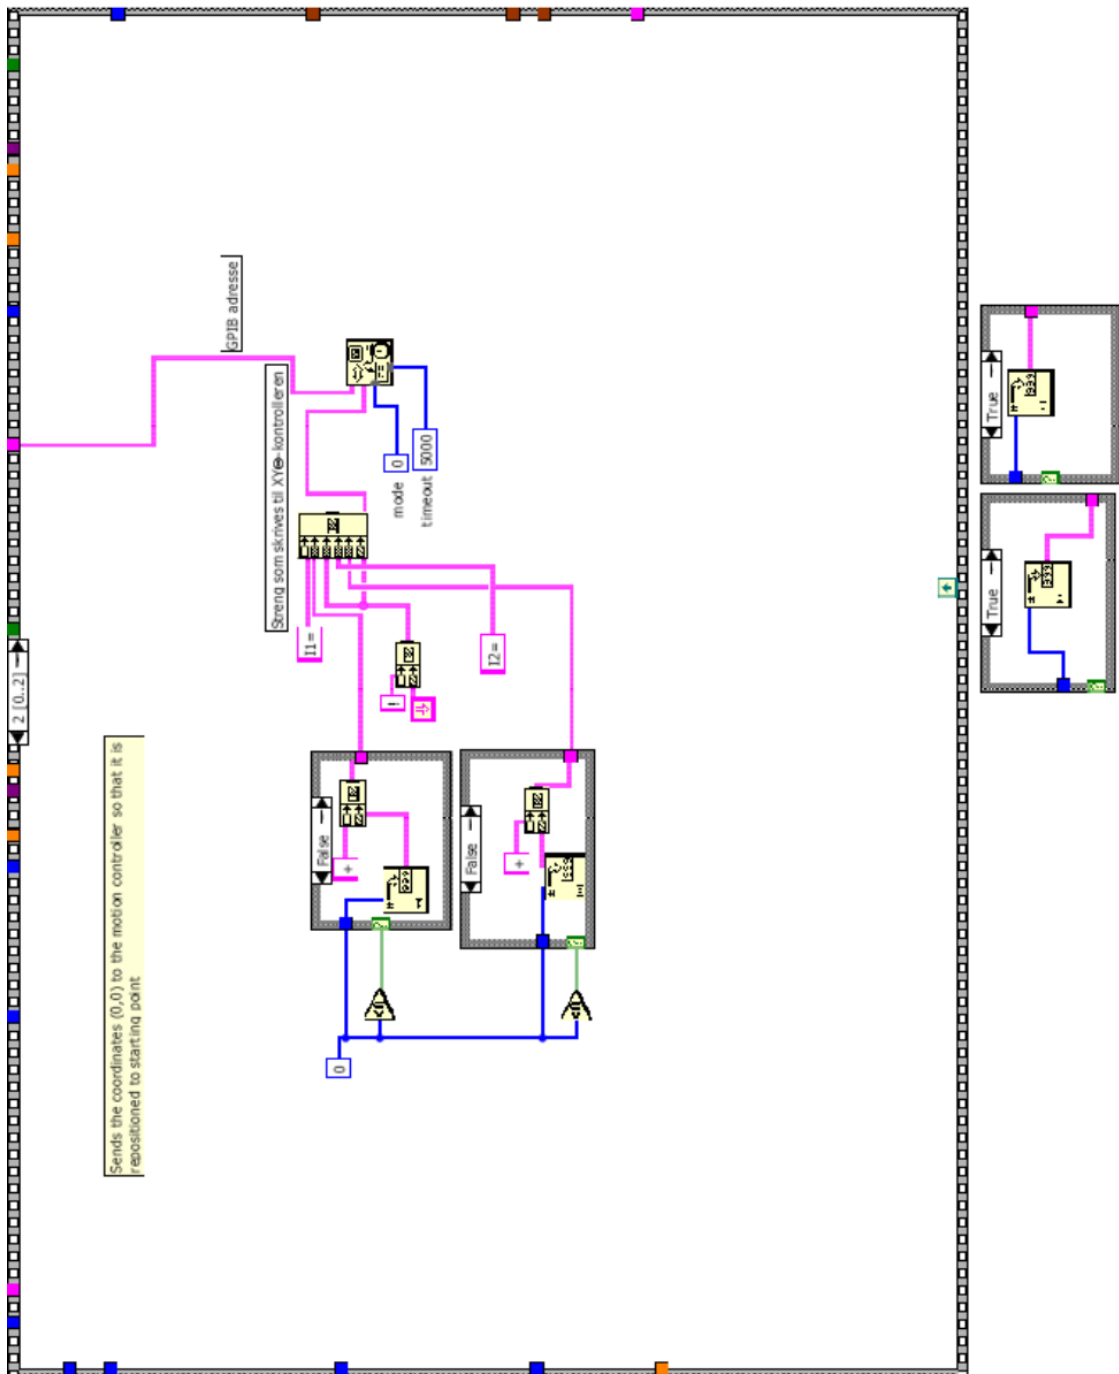 2 [0..2]
Sends the coordinates (0,0) to the motion controller so that it is
repositioned to starting point
GPIB adresse
Streng som skrives til XY⊖-kontrolleren
I1=
mode
0
timeout
5000
I2=
False
+
False
+
0
True
True